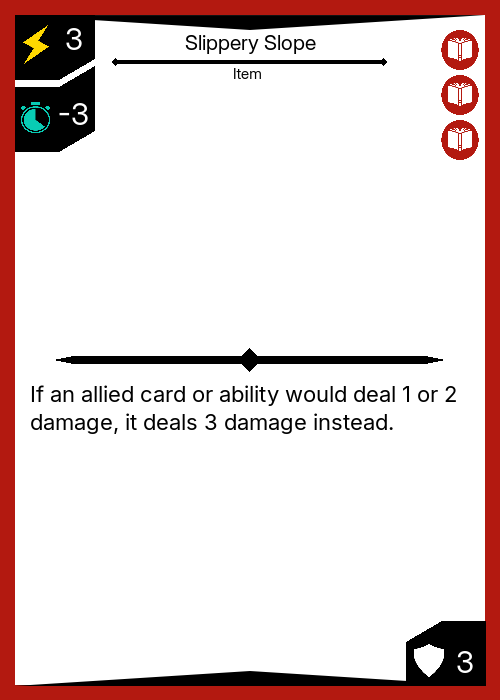 3
Slippery Slope
Item
-3
If an allied card or ability would deal 1 or 2
damage, it deals 3 damage instead.
3